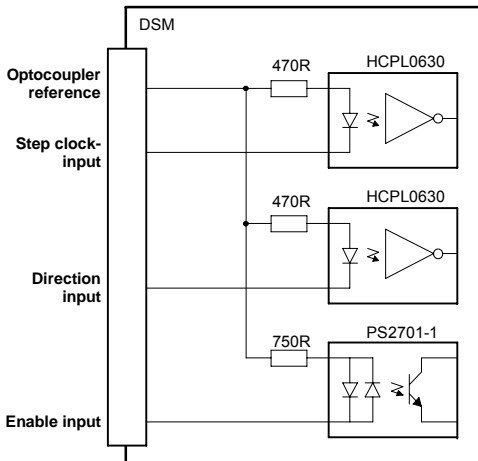 DSM
Optocoupler
reference
470R
HCPL0630
Step clock-
input
470R
HCPL0630
Direction
input
750R
PS2701-1
Enable input